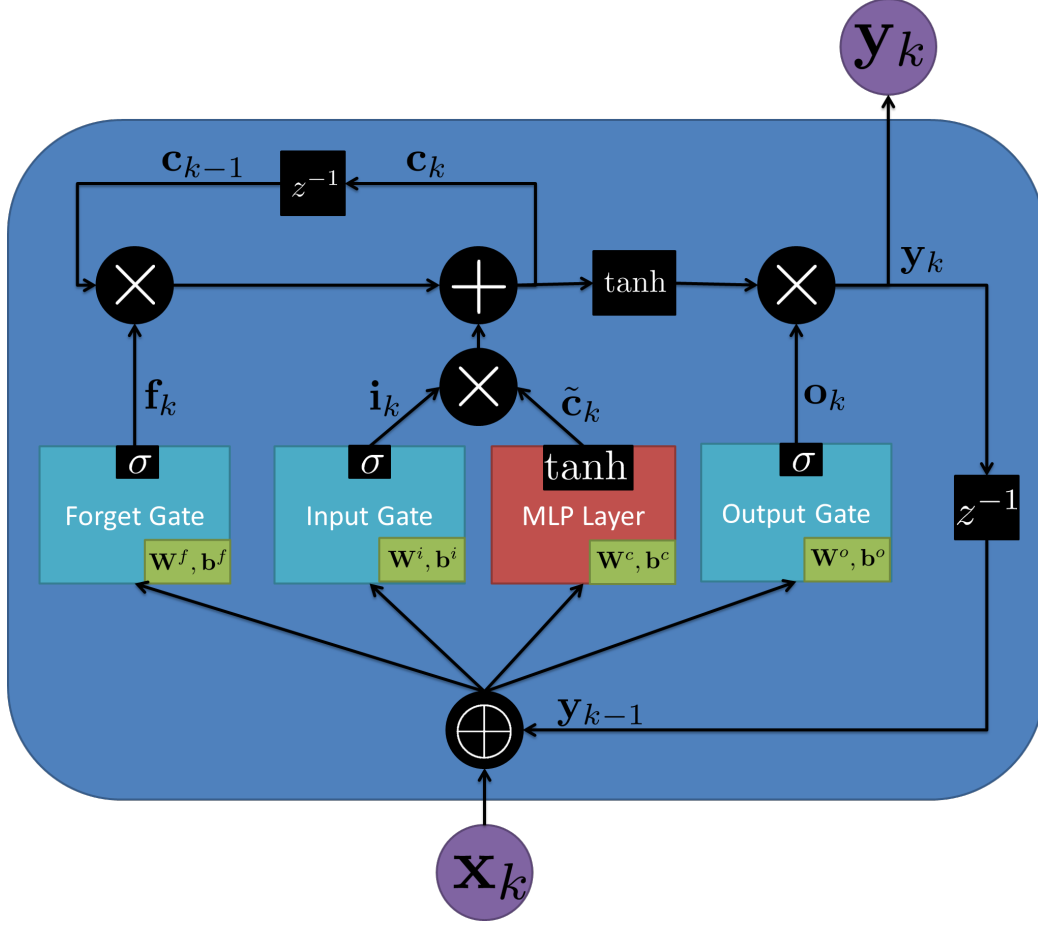 𝐲ₖ
𝐜ₖ₋₁
z⁻¹
𝐜ₖ
×
+
tanh
×
𝐲ₖ
𝐟ₖ
𝐢ₖ
×
𝐜̃ₖ
𝐨ₖ
σ
σ
tanh
σ
Forget Gate
Input Gate
MLP Layer
Output Gate
z⁻¹
𝐖ᶠ, 𝐛ᶠ
𝐖ⁱ, 𝐛ⁱ
𝐖ᶜ, 𝐛ᶜ
𝐖ᵒ, 𝐛ᵒ
𝐲ₖ₋₁
⊕
𝐱ₖ